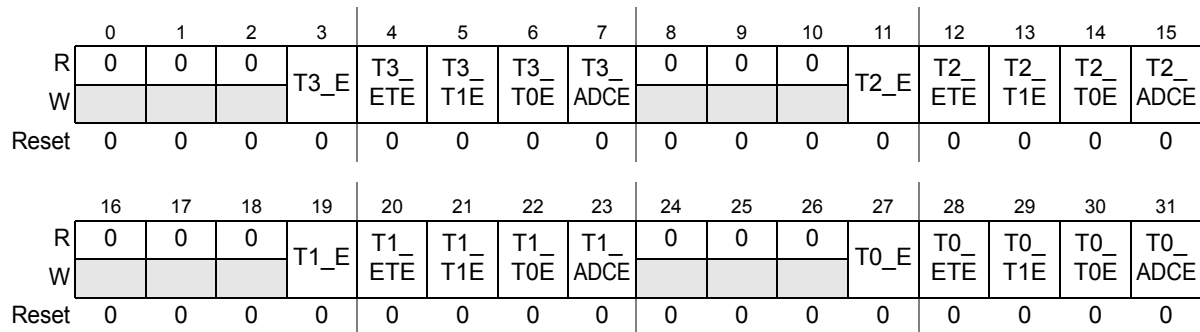 0 1 2 3 4 5 6 7 8 9 10 11 12 13 14 15
R 0 0 0 T3_E T3_ETE T3_T1E T3_T0E T3_ADCE 0 0 0 T2_E T2_ETE T2_T1E T2_T0E T2_ADCE
W
Reset 0 0 0 0 0 0 0 0 0 0 0 0 0 0 0 0
16 17 18 19 20 21 22 23 24 25 26 27 28 29 30 31
R 0 0 0 T1_E T1_ETE T1_T1E T1_T0E T1_ADCE 0 0 0 T0_E T0_ETE T0_T1E T0_T0E T0_ADCE
W
Reset 0 0 0 0 0 0 0 0 0 0 0 0 0 0 0 0